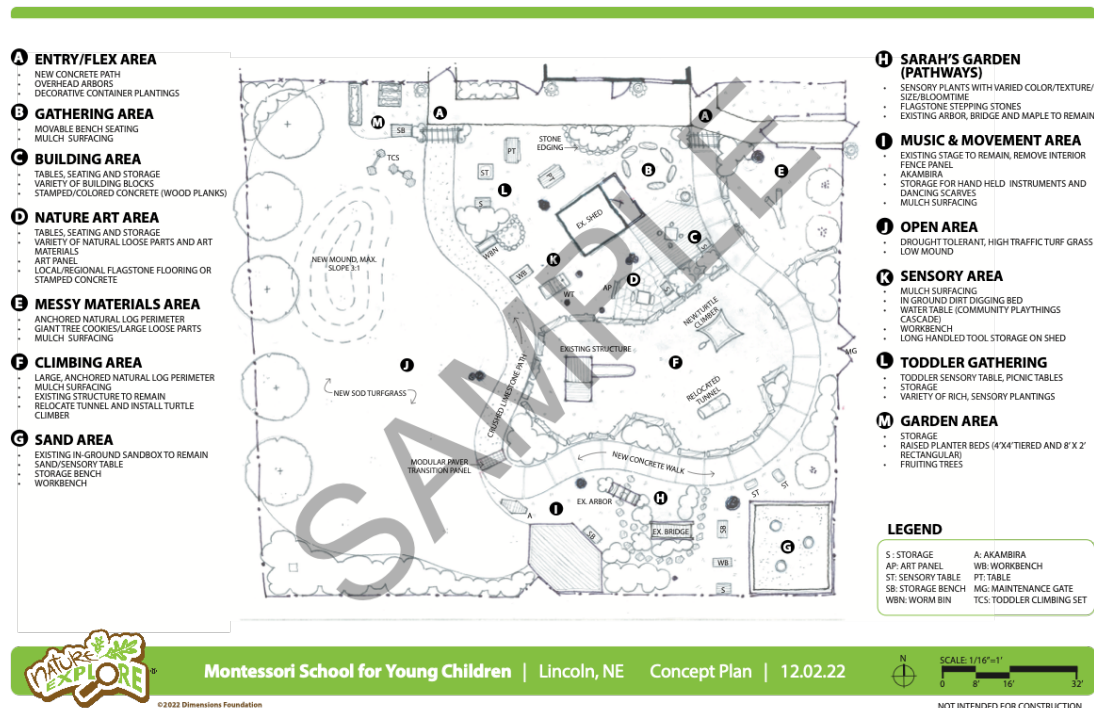 A ENTRY/FLEX AREA
• NEW CONCRETE PATH
• OVERHEAD ARBORS
• DECORATIVE CONTAINER PLANTINGS
B GATHERING AREA
• MOVABLE BENCH SEATING
• MULCH SURFACING
C BUILDING AREA
• TABLES, SEATING AND STORAGE
• VARIETY OF BUILDING BLOCKS
• STAMPED/COLORED CONCRETE (WOOD PLANKS)
D NATURE ART AREA
• TABLES, SEATING AND STORAGE
• VARIETY OF NATURAL LOOSE PARTS AND ART
MATERIALS
• ART PANEL
• LOCAL/REGIONAL FLAGSTONE FLOORING OR
STAMPED CONCRETE
E MESSY MATERIALS AREA
• ANCHORED NATURAL LOG PERIMETER
• GIANT TREE COOKIES/LARGE LOOSE PARTS
• MULCH SURFACING
F CLIMBING AREA
• LARGE, ANCHORED NATURAL LOG PERIMETER
• MULCH SURFACING
• EXISTING STRUCTURE TO REMAIN
• RELOCATE TUNNEL AND INSTALL TURTLE
CLIMBER
G SAND AREA
• EXISTING IN-GROUND SANDBOX TO REMAIN
• SAND/SENSORY TABLE
• STORAGE BENCH
• WORKBENCH
A
A
M
SB
TCS
PT
STONE
EDGING
B
E
ST
PT
L
S
EX. SHED
C
S
WBN
K
WB
WT
AP
D
NEW MOUND, MAX.
SLOPE 3:1
NEW TURTLE
CLIMBER
EXISTING STRUCTURE
F
MG
J
NEW SOD TURFGRASS
CRUSHED LIMESTONE PATH
RELOCATED
TUNNEL
MODULAR PAVER
TRANSITION PANEL
NEW CONCRETE WALK
ST
ST
EX. ARBOR
H
A
I
SB
EX. BRIDGE
SB
G
WB
S
SAMPLE
H SARAH'S GARDEN
(PATHWAYS)
• SENSORY PLANTS WITH VARIED COLOR/TEXTURE/
SIZE/BLOOMTIME
• FLAGSTONE STEPPING STONES
• EXISTING ARBOR, BRIDGE AND MAPLE TO REMAIN
I MUSIC & MOVEMENT AREA
• EXISTING STAGE TO REMAIN, REMOVE INTERIOR
FENCE PANEL
• AKAMBIRA
• STORAGE FOR HAND HELD INSTRUMENTS AND
DANCING SCARVES
• MULCH SURFACING
J OPEN AREA
• DROUGHT TOLERANT, HIGH TRAFFIC TURF GRASS
• LOW MOUND
K SENSORY AREA
• MULCH SURFACING
• IN GROUND DIRT DIGGING BED
• WATER TABLE (COMMUNITY PLAYTHINGS
CASCADE)
• WORKBENCH
• LONG HANDLED TOOL STORAGE ON SHED
L TODDLER GATHERING
• TODDLER SENSORY TABLE, PICNIC TABLES
• STORAGE
• VARIETY OF RICH, SENSORY PLANTINGS
M GARDEN AREA
• STORAGE
• RAISED PLANTER BEDS (4'X4'TIERED AND 8' X 2'
RECTANGULAR)
• FRUITING TREES
LEGEND
S : STORAGE A: AKAMBIRA
AP: ART PANEL WB: WORKBENCH
ST: SENSORY TABLE PT: TABLE
SB: STORAGE BENCH MG: MAINTENANCE GATE
WBN: WORM BIN TCS: TODDLER CLIMBING SET
NATURE
EXPLORE
®
Montessori School for Young Children | Lincoln, NE Concept Plan | 12.02.22
N
SCALE: 1/16"=1'
0 8' 16' 32'
©2022 Dimensions Foundation
NOT INTENDED FOR CONSTRUCTION